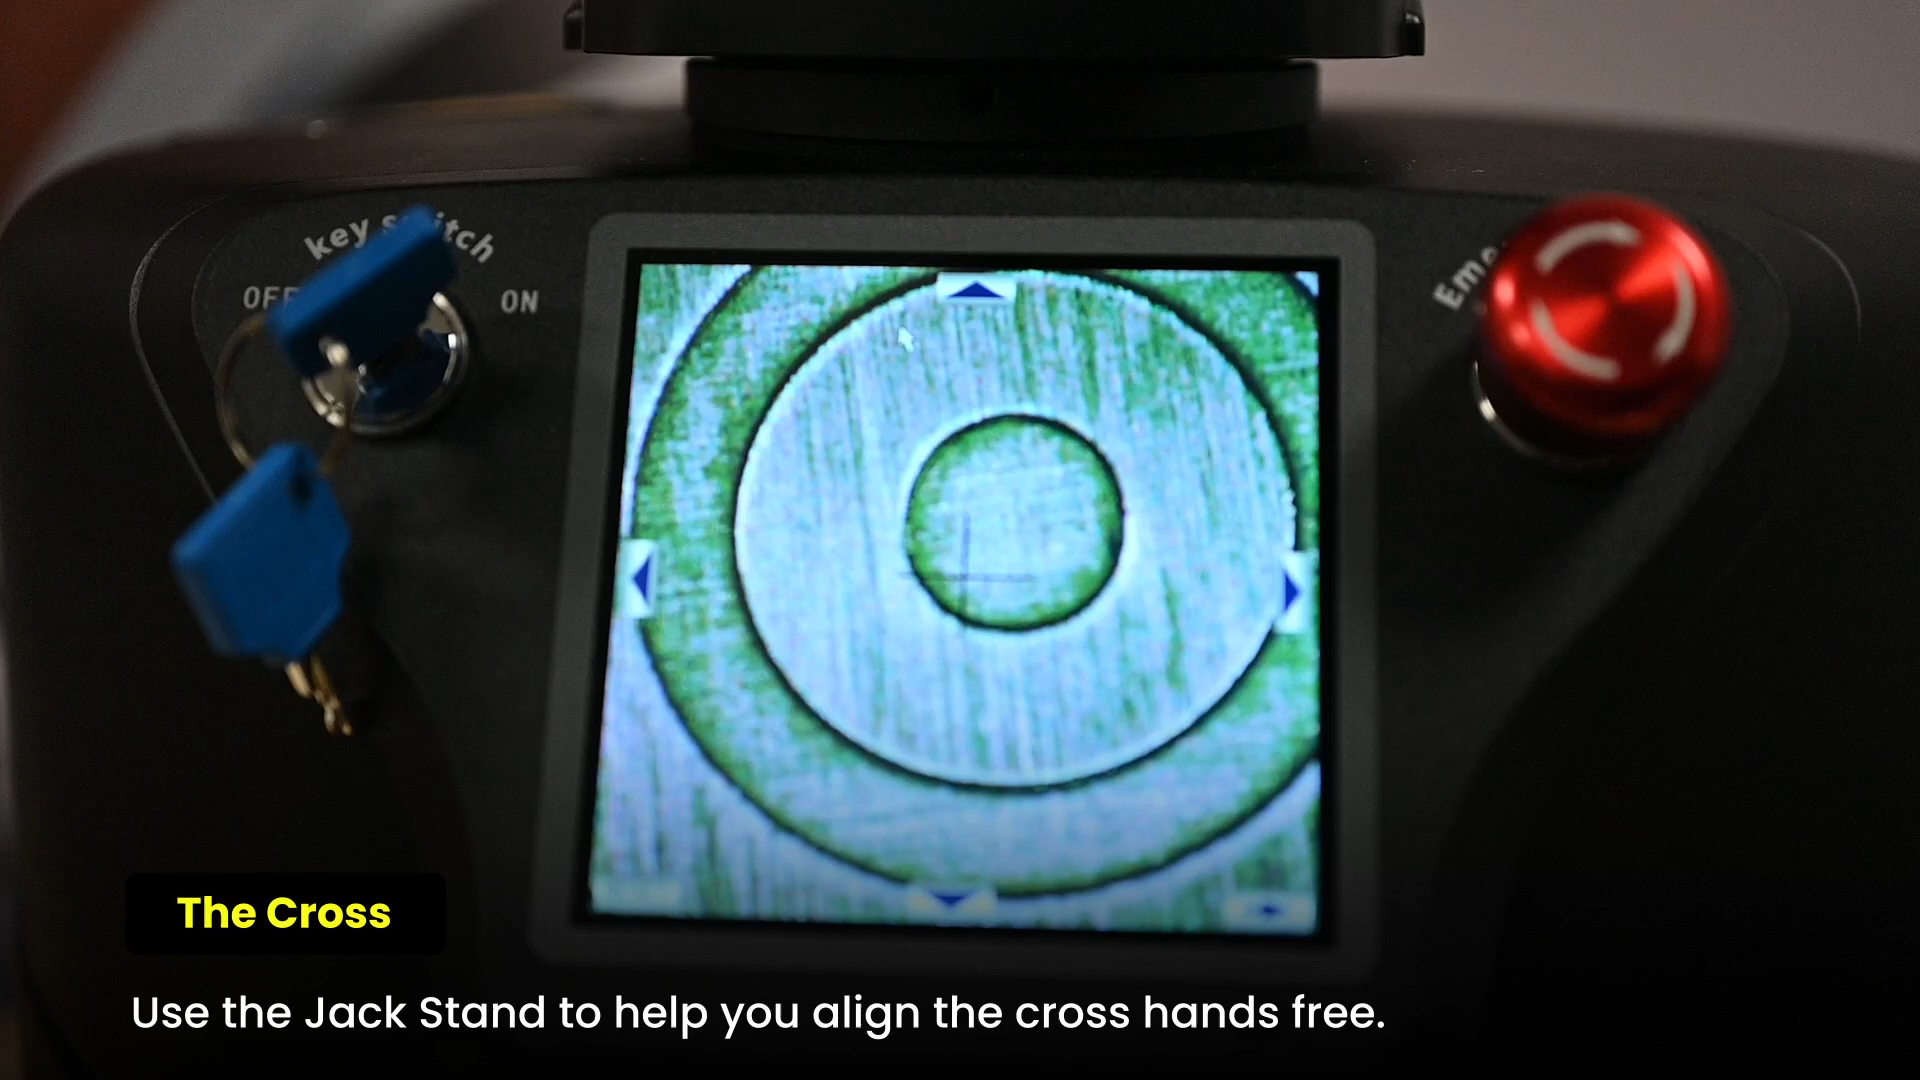 key switch
OFF
ON
The Cross
Use the Jack Stand to help you align the cross hands free.